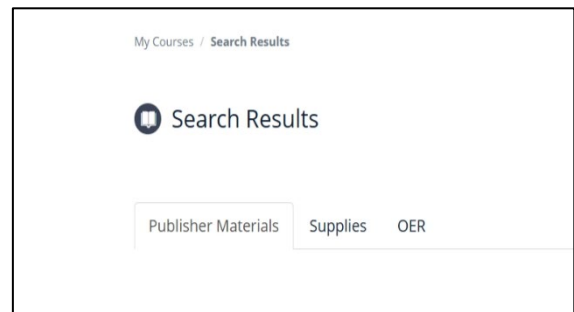 My Courses / Search Results
Search Results
Publisher Materials Supplies OER